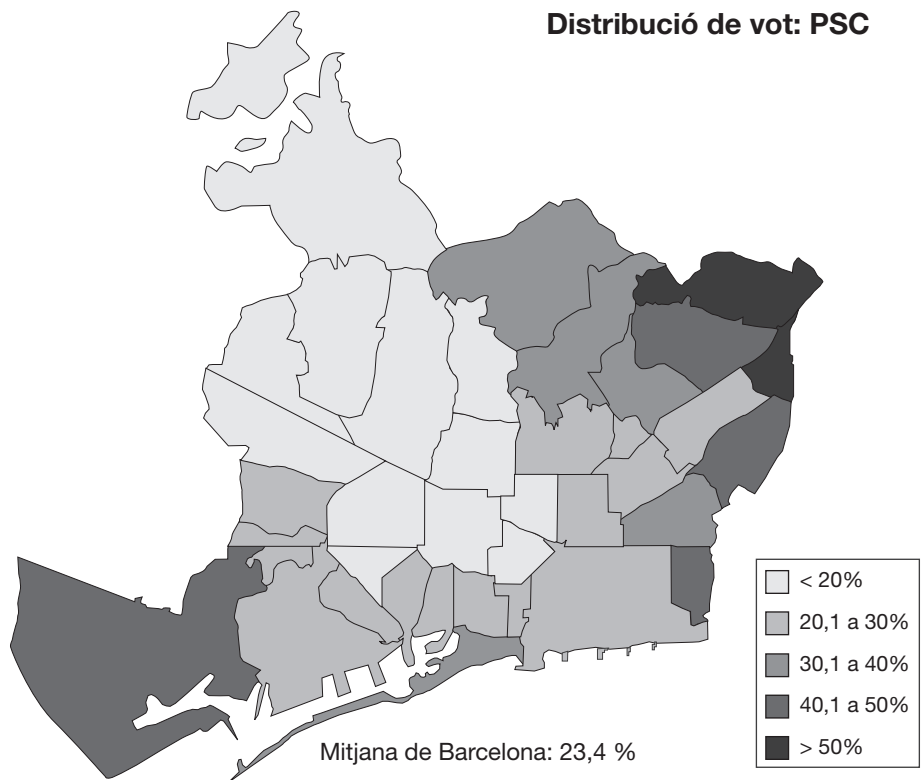 Distribució de vot: PSC
< 20%
20,1 a 30%
30,1 a 40%
40,1 a 50%
> 50%
Mitjana de Barcelona: 23,4 %